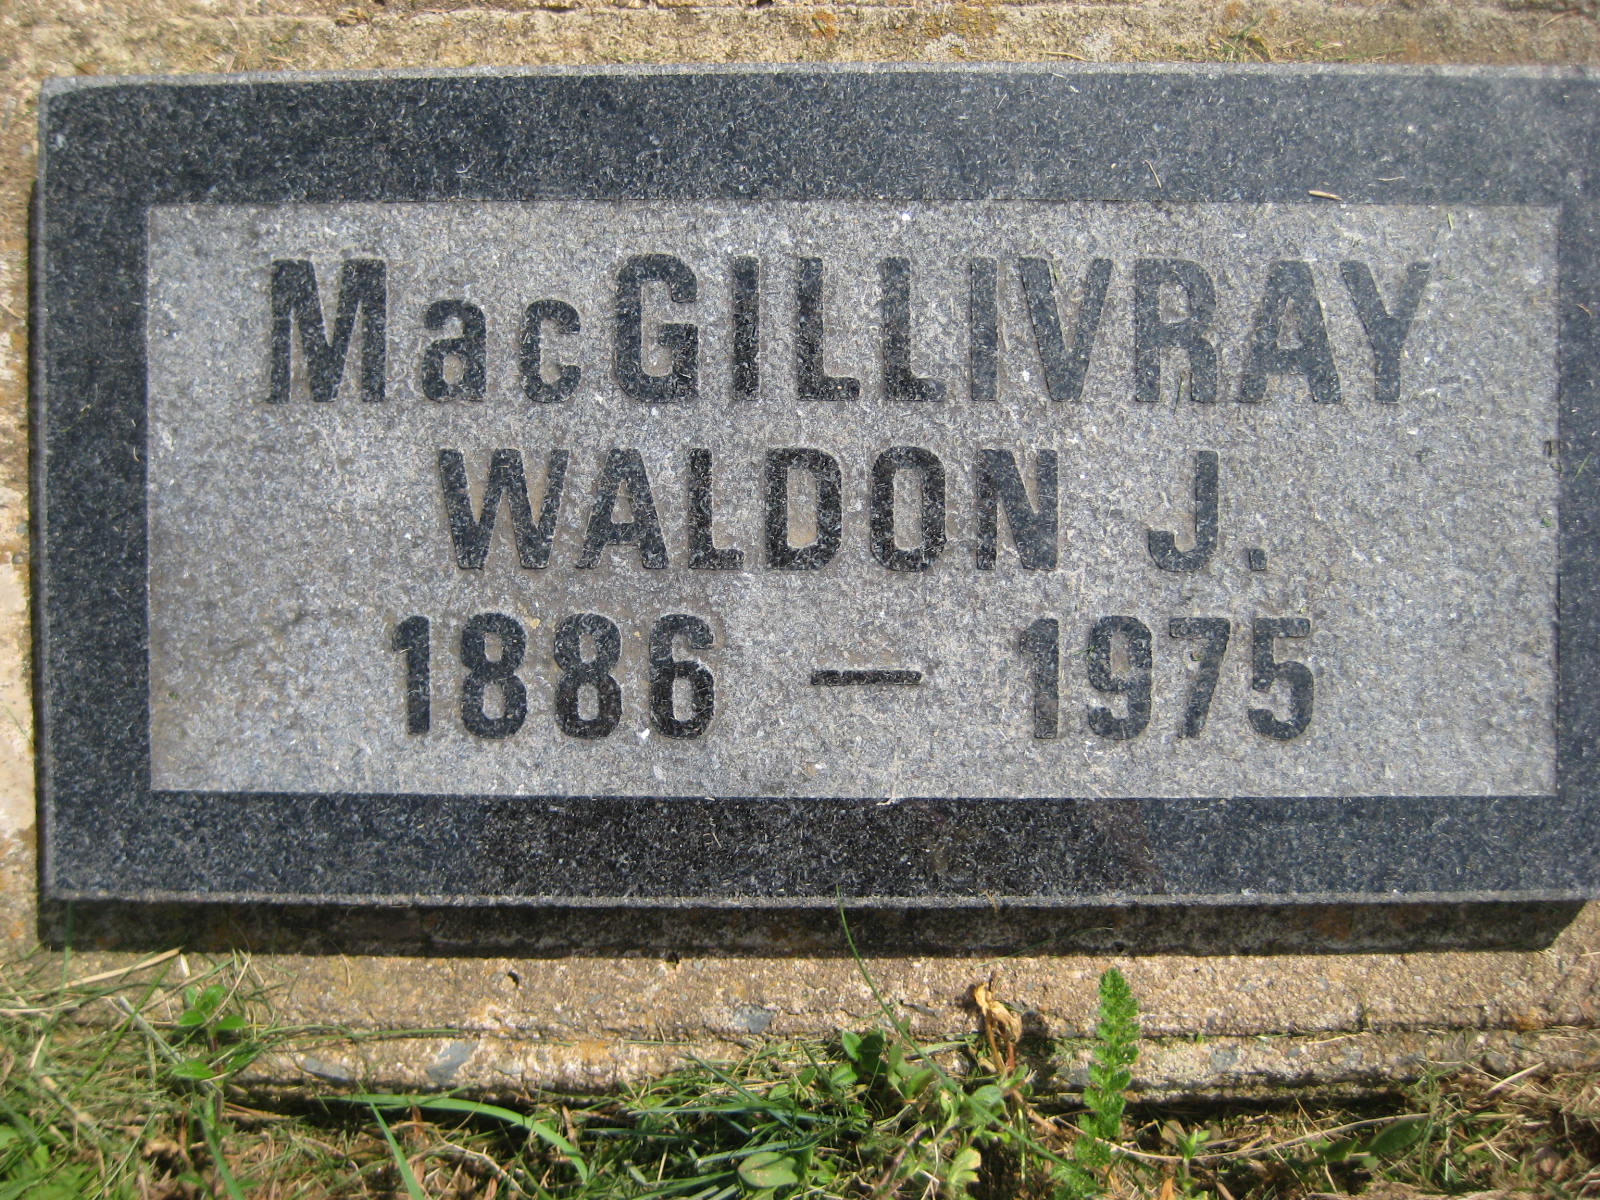 MacGILLIVRAY
WALDON J.
1886 — 1975